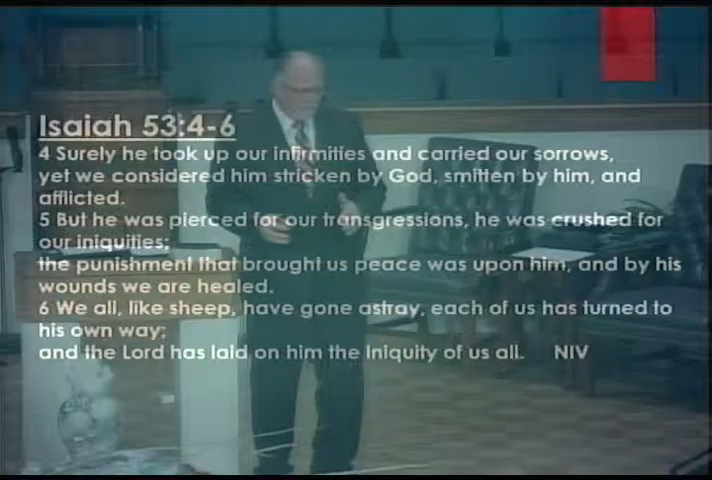 Isaiah 53:4-6
4 Surely he took up our infirmities and carried our sorrows,
yet we considered him stricken by God, smitten by him, and
afflicted.
5 But he was pierced for our transgressions, he was crushed for
our iniquities;
the punishment that brought us peace was upon him, and by his
wounds we are healed.
6 We all, like sheep, have gone astray, each of us has turned to
his own way;
and the Lord has laid on him the iniquity of us all. NIV